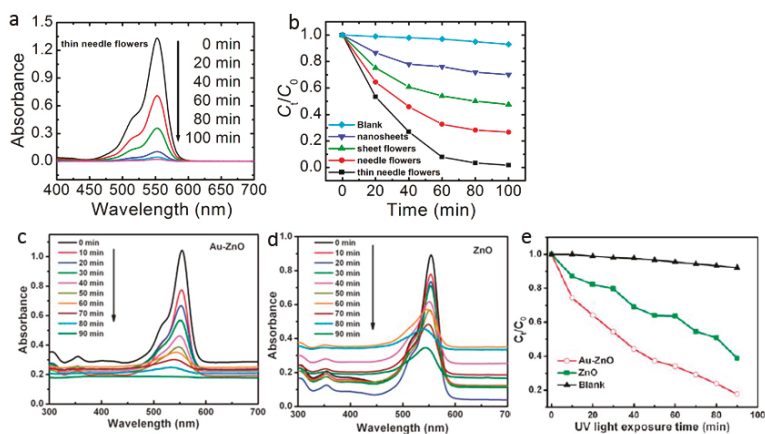 a
thin needle flowers
0 min
20 min
40 min
60 min
80 min
100 min
Absorbance
1.5
1.2
0.9
0.6
0.3
0.0
400 450 500 550 600 650 700
Wavelength (nm)
b
Ct/C0
1.0
0.8
0.6
0.4
0.2
0.0
Blank
nanosheets
sheet flowers
needle flowers
thin needle flowers
0 20 40 60 80 100
Time (min)
c
Au-ZnO
0 min
10 min
20 min
30 min
40 min
50 min
60 min
70 min
80 min
90 min
Absorbance
1.2
1.0
0.8
0.6
0.4
0.2
0.0
300 400 500 600 700
Wavelength (nm)
d
ZnO
0 min
10 min
20 min
30 min
40 min
50 min
60 min
70 min
80 min
90 min
Absorbance
1.0
0.8
0.6
0.4
0.2
0.0
300 400 500 600 70
Wavelength (nm)
e
Ct/C0
1.0
0.8
0.6
0.4
0.2
Au-ZnO
ZnO
Blank
0 20 40 60 80 100
UV light exposure time (min)